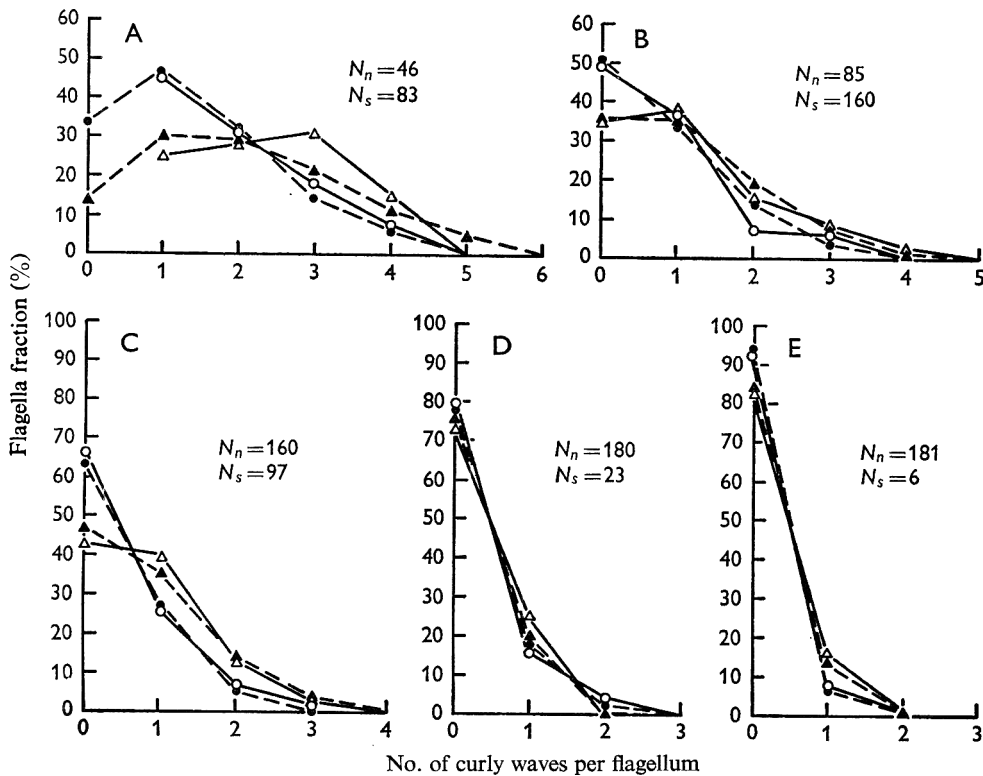 A
60
50
40
30
20
10
0
N_n = 46
N_s = 83
0 1 2 3 4 5 6
B
60
50
40
30
20
10
0
N_n = 85
N_s = 160
0 1 2 3 4 5
Flagella fraction (%)
C
100
90
80
70
60
50
40
30
20
10
0
N_n = 160
N_s = 97
0 1 2 3 4
D
100
90
80
70
60
50
40
30
20
10
0
N_n = 180
N_s = 23
0 1 2 3
E
100
90
80
70
60
50
40
30
20
10
0
N_n = 181
N_s = 6
0 1 2 3
No. of curly waves per flagellum